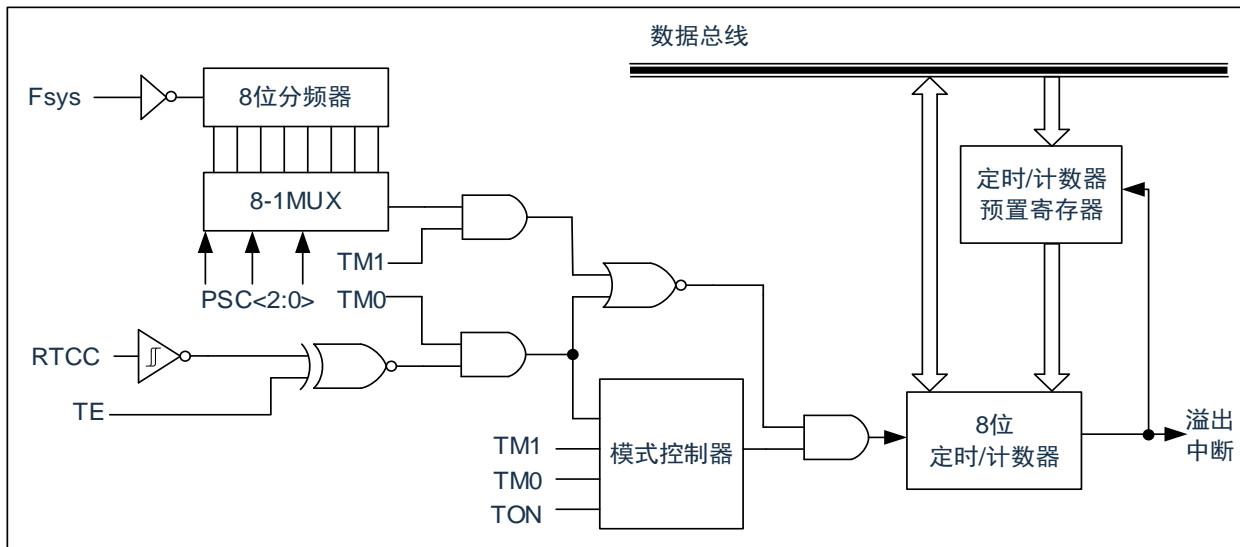 数据总线
Fsys
8位分频器
8-1MUX
定时/计数器
预置寄存器
TM1
PSC<2:0>
TM0
RTCC
TE
TM1
TM0
TON
模式控制器
8位
定时/计数器
溢出
中断